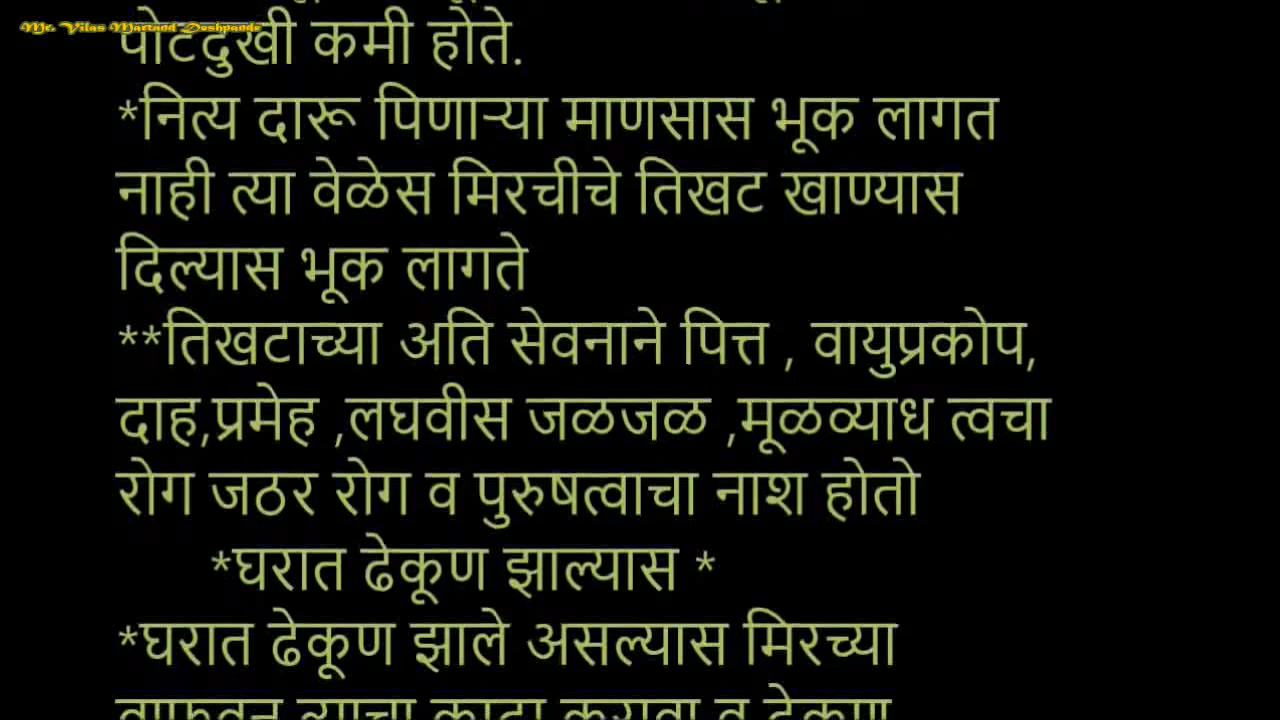 Mr. Vilas Martand Deshpande
पोटदुखी कमी होते.
*नित्य दारू पिणाऱ्या माणसास भूक लागत
नाही त्या वेळेस मिरचीचे तिखट खाण्यास
दिल्यास भूक लागते
**तिखटाच्या अति सेवनाने पित्त , वायुप्रकोप,
दाह,प्रमेह ,लघवीस जळजळ ,मूळव्याध त्वचा
रोग जठर रोग व पुरुषत्वाचा नाश होतो
*घरात ढेकूण झाल्यास *
*घरात ढेकूण झाले असल्यास मिरच्या